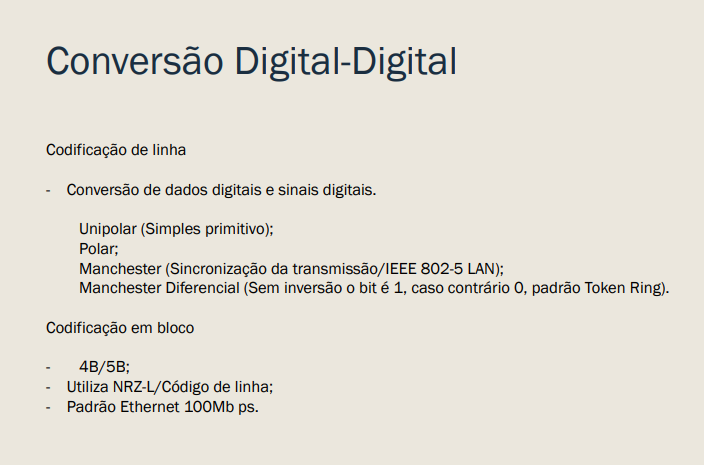 Conversão Digital-Digital
Codificação de linha
- Conversão de dados digitais e sinais digitais.
Unipolar (Simples primitivo);
Polar;
Manchester (Sincronização da transmissão/IEEE 802-5 LAN);
Manchester Diferencial (Sem inversão o bit é 1, caso contrário 0, padrão Token Ring).
Codificação em bloco
- 4B/5B;
- Utiliza NRZ-L/Código de linha;
- Padrão Ethernet 100Mb ps.